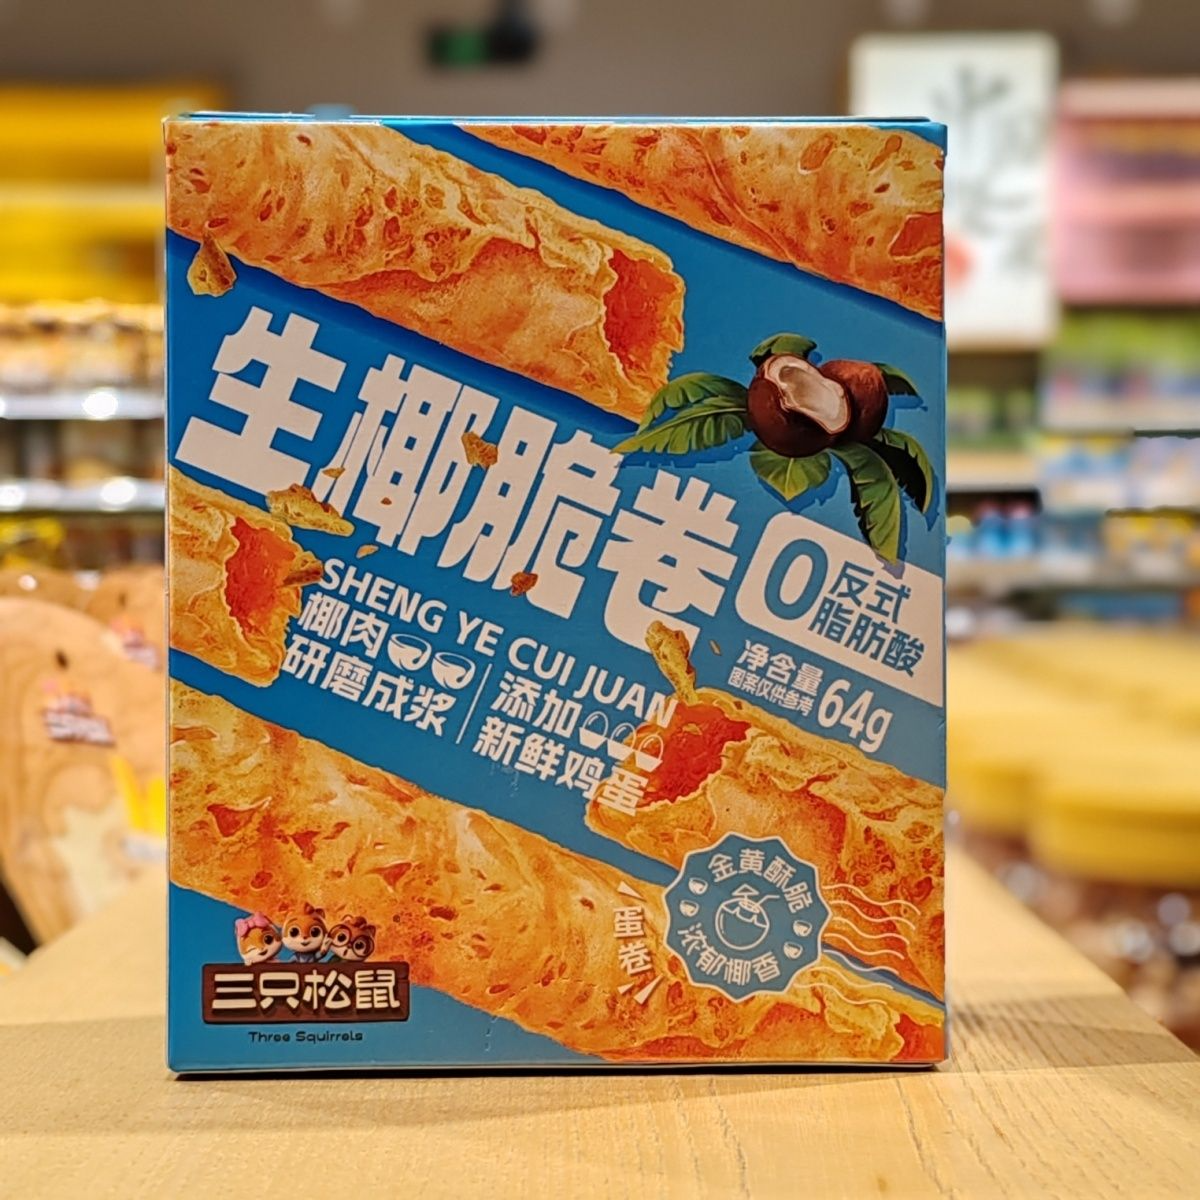 生椰脆卷
SHENG YE CUI JUAN
0反式
脂肪酸
净含量
图案仅供参考
64g
椰肉
研磨成浆
添加
新鲜鸡蛋
金黄酥脆
浓郁椰香
蛋卷
三只松鼠
Three Squirrels